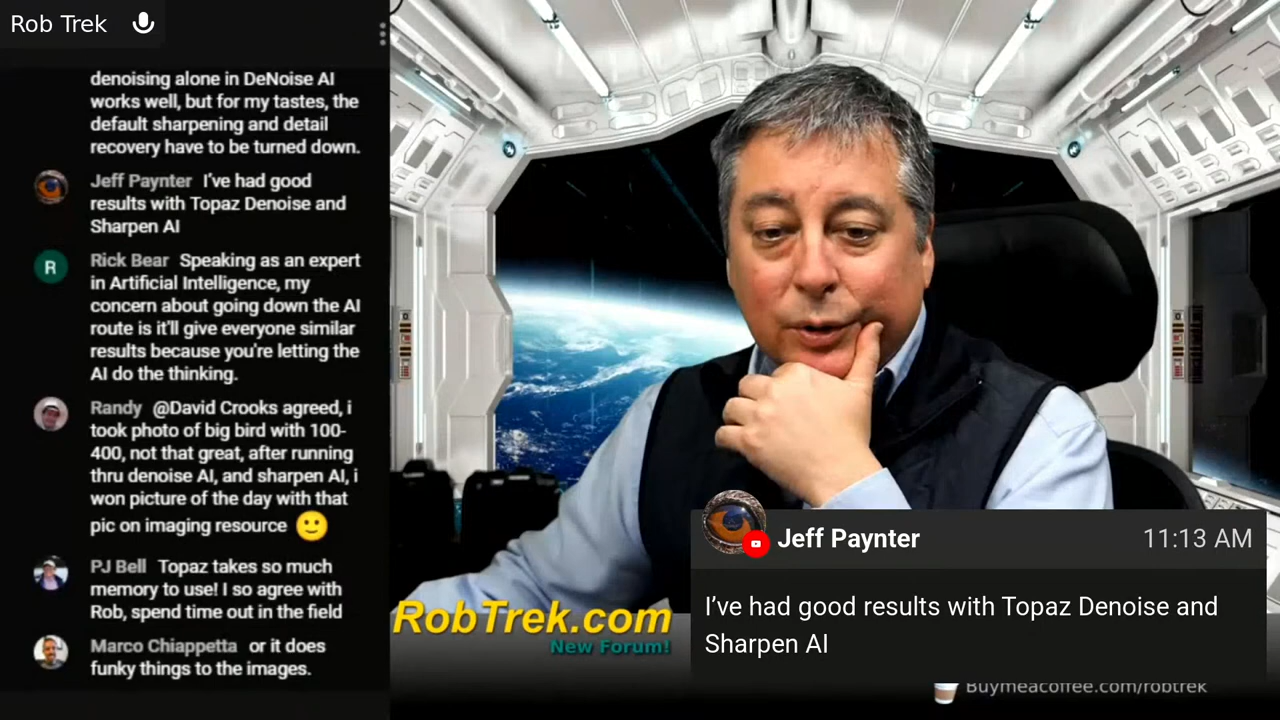 Rob Trek
denoising alone in DeNoise AI
works well, but for my tastes, the
default sharpening and detail
recovery have to be turned down.
Jeff Paynter I've had good
results with Topaz Denoise and
Sharpen AI
R
Rick Bear Speaking as an expert
in Artificial Intelligence, my
concern about going down the AI
route is it'll give everyone similar
results because you're letting the
AI do the thinking.
Randy @David Crooks agreed, i
took photo of big bird with 100-
400, not that great, after running
thru denoise AI, and sharpen AI, i
won picture of the day with that
pic on imaging resource 🙂
PJ Bell Topaz takes so much
memory to use! I so agree with
Rob, spend time out in the field
Marco Chiappetta or it does
funky things to the images.
RobTrek.com
New Forum!
Jeff Paynter 11:13 AM
I've had good results with Topaz Denoise and
Sharpen AI
Buymeacoffee.com/robtrek